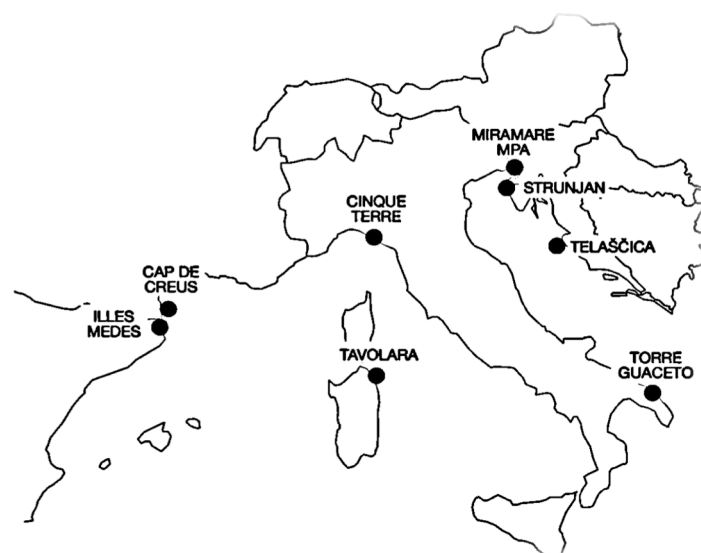 MIRAMARE
MPA
STRUNJAN
CINQUE
TERRE
TELAŠČICA
CAP DE
CREUS
ILLES
MEDES
TAVOLARA
TORRE
GUACETO